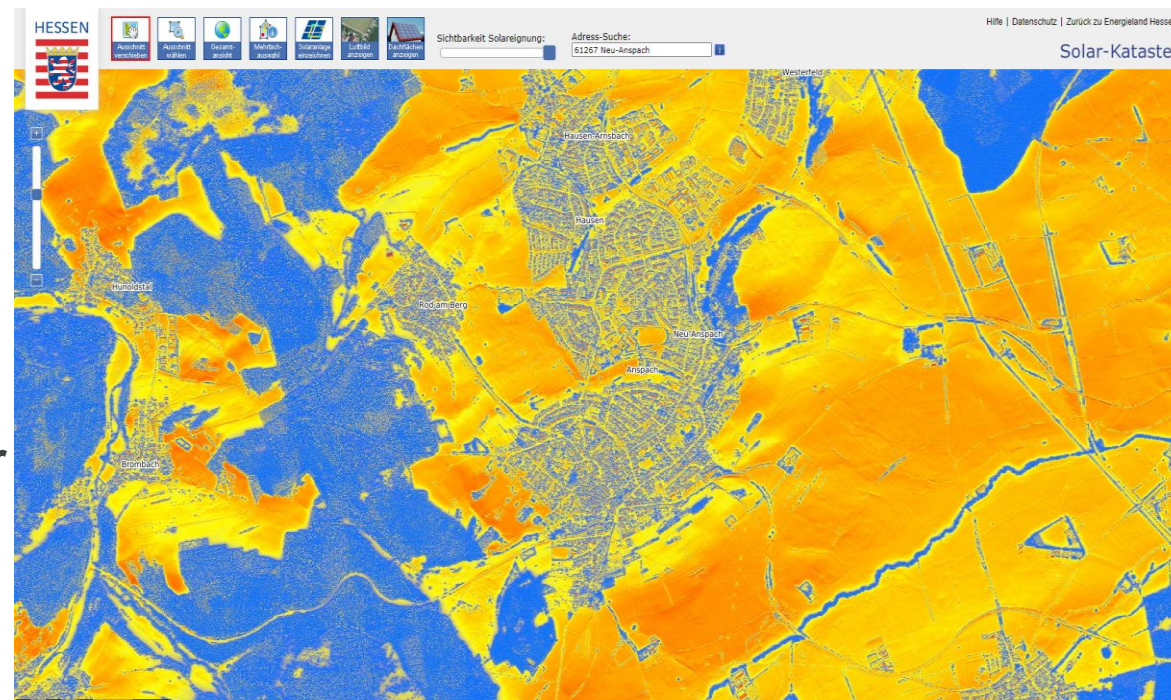 HESSEN
Ausschnitt
verschieben
Ausschnitt
wählen
Gesamt-
ansicht
Mehrfach-
auswahl
Solaranlage
einzeichnen
Luftbild
anzeigen
Dachflächen
anzeigen
Sichtbarkeit Solareignung:
Adress-Suche:
61267 Neu-Anspach
Hilfe | Datenschutz | Zurück zu Energieland Hesse
Solar-Kataste
Westerfeld
Hausen-Arnsbach
Hausen
Hunoldstal
Rod am Berg
Neu-Anspach
Anspach
Brombach